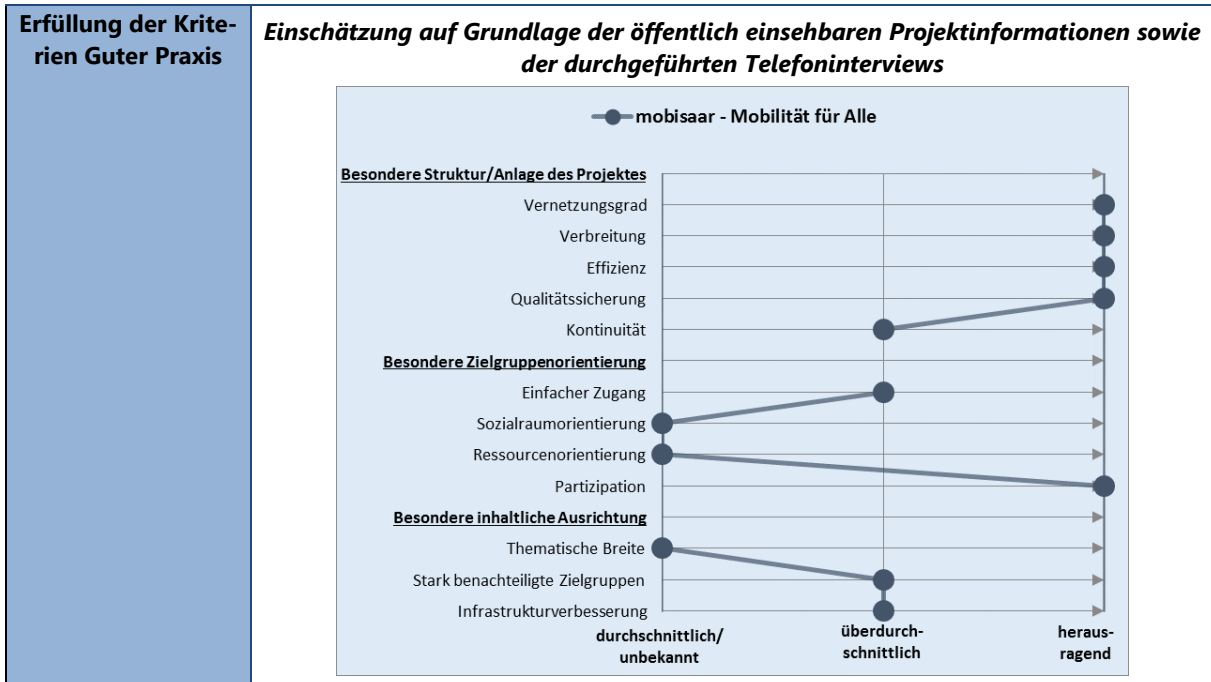 Erfüllung der Krite-
rien Guter Praxis
Einschätzung auf Grundlage der öffentlich einsehbaren Projektinformationen sowie
der durchgeführten Telefoninterviews
mobisaar - Mobilität für Alle
Besondere Struktur/Anlage des Projektes
Vernetzungsgrad
Verbreitung
Effizienz
Qualitätssicherung
Kontinuität
Besondere Zielgruppenorientierung
Einfacher Zugang
Sozialraumorientierung
Ressourcenorientierung
Partizipation
Besondere inhaltliche Ausrichtung
Thematische Breite
Stark benachteiligte Zielgruppen
Infrastrukturverbesserung
durchschnittlich/
unbekannt
überdurch-
schnittlich
heraus-
ragend